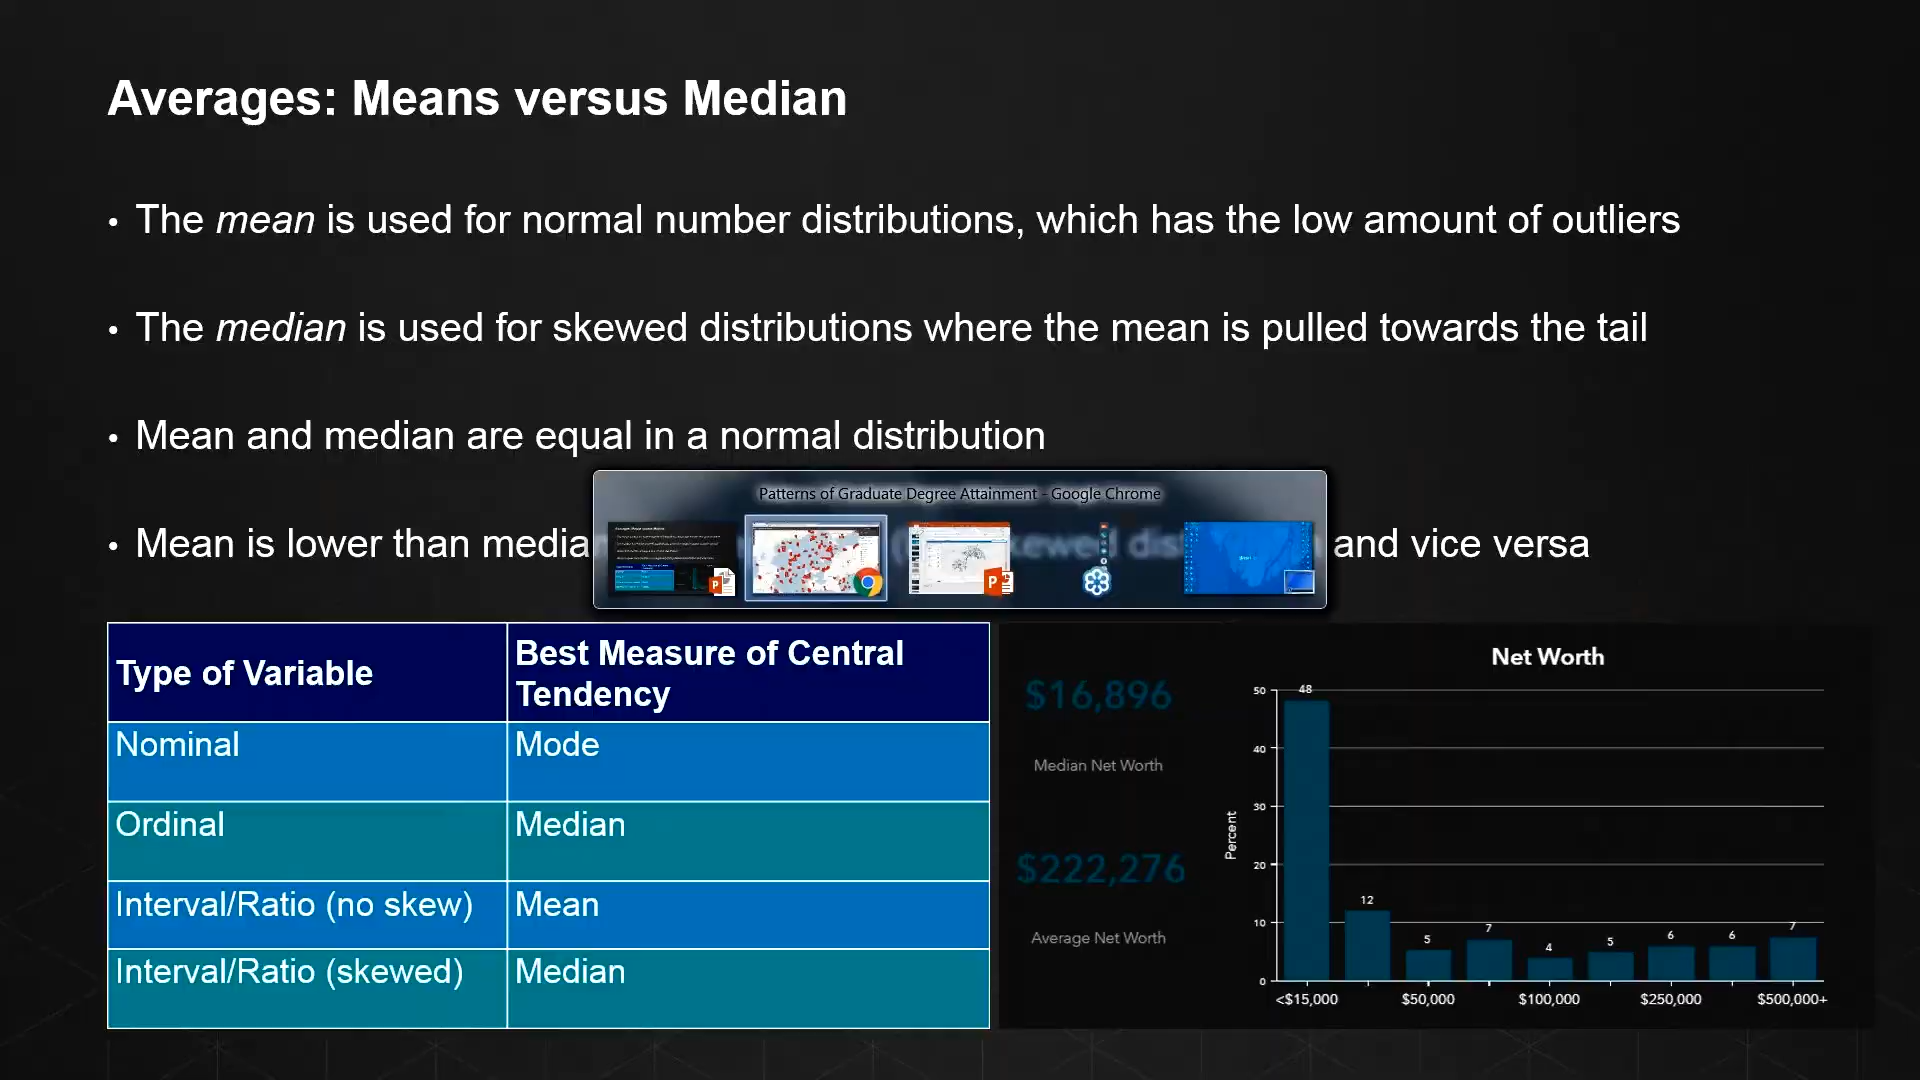 Averages: Means versus Median
• The mean is used for normal number distributions, which has the low amount of outliers
• The median is used for skewed distributions where the mean is pulled towards the tail
• Mean and median are equal in a normal distribution
Patterns of Graduate Degree Attainment - Google Chrome
• Mean is lower than media and vice versa
Type of Variable
Best Measure of Central
Tendency
Nominal
Mode
Ordinal
Median
Interval/Ratio (no skew)
Mean
Interval/Ratio (skewed)
Median
$16,896
Median Net Worth
$222,276
Average Net Worth
Net Worth
Percent
50
40
30
20
10
0
48
12
5
7
4
5
6
6
7
<$15,000
$50,000
$100,000
$250,000
$500,000+